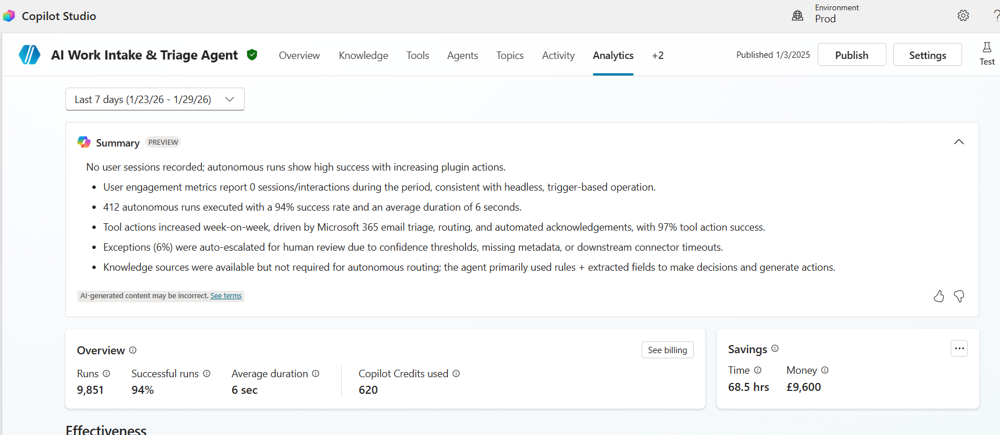 Copilot Studio
Environment
Prod
?
AI Work Intake & Triage Agent
Overview
Knowledge
Tools
Agents
Topics
Activity
Analytics
+2
Published 1/3/2025
Publish
Settings
Test
Last 7 days (1/23/26 - 1/29/26)
Summary
PREVIEW
No user sessions recorded; autonomous runs show high success with increasing plugin actions.
• User engagement metrics report 0 sessions/interactions during the period, consistent with headless, trigger-based operation.
• 412 autonomous runs executed with a 94% success rate and an average duration of 6 seconds.
• Tool actions increased week-on-week, driven by Microsoft 365 email triage, routing, and automated acknowledgements, with 97% tool action success.
• Exceptions (6%) were auto-escalated for human review due to confidence thresholds, missing metadata, or downstream connector timeouts.
• Knowledge sources were available but not required for autonomous routing; the agent primarily used rules + extracted fields to make decisions and generate actions.
AI-generated content may be incorrect. See terms
Overview
See billing
Runs
Successful runs
Average duration
Copilot Credits used
9,851
94%
6 sec
620
Savings
...
Time
Money
68.5 hrs
£9,600
Effectiveness